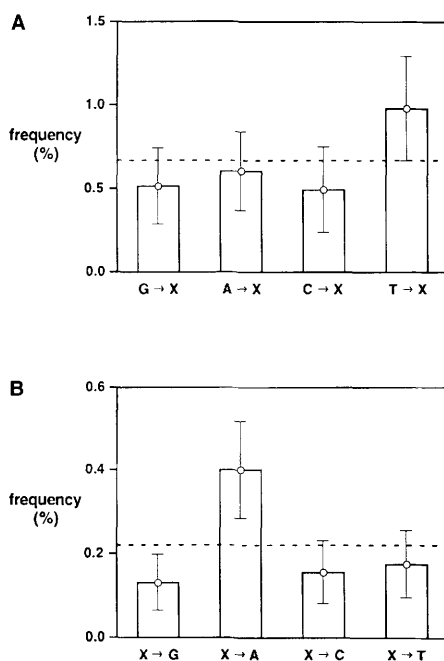 A
1.5
1.0
frequency
(%)
0.5
0.0
G → X A → X C → X T → X
B
0.6
0.4
frequency
(%)
0.2
0.0
X → G X → A X → C X → T